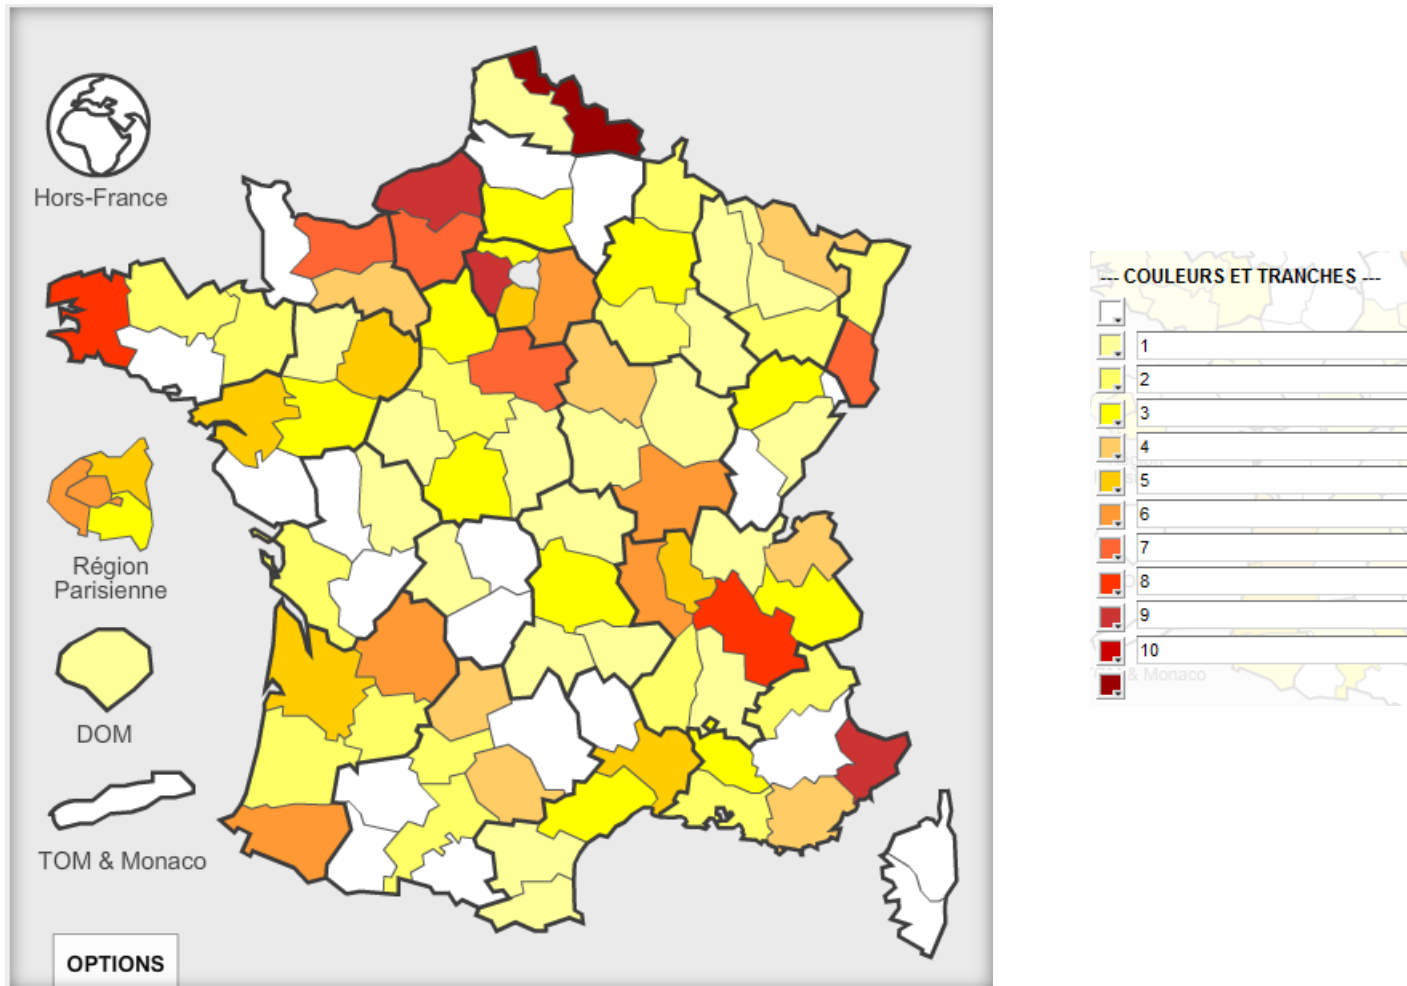 Hors-France
Région
Parisienne
DOM
TOM & Monaco
OPTIONS
--- COULEURS ET TRANCHES ---
1
2
3
4
5
6
7
8
9
10
& Monaco